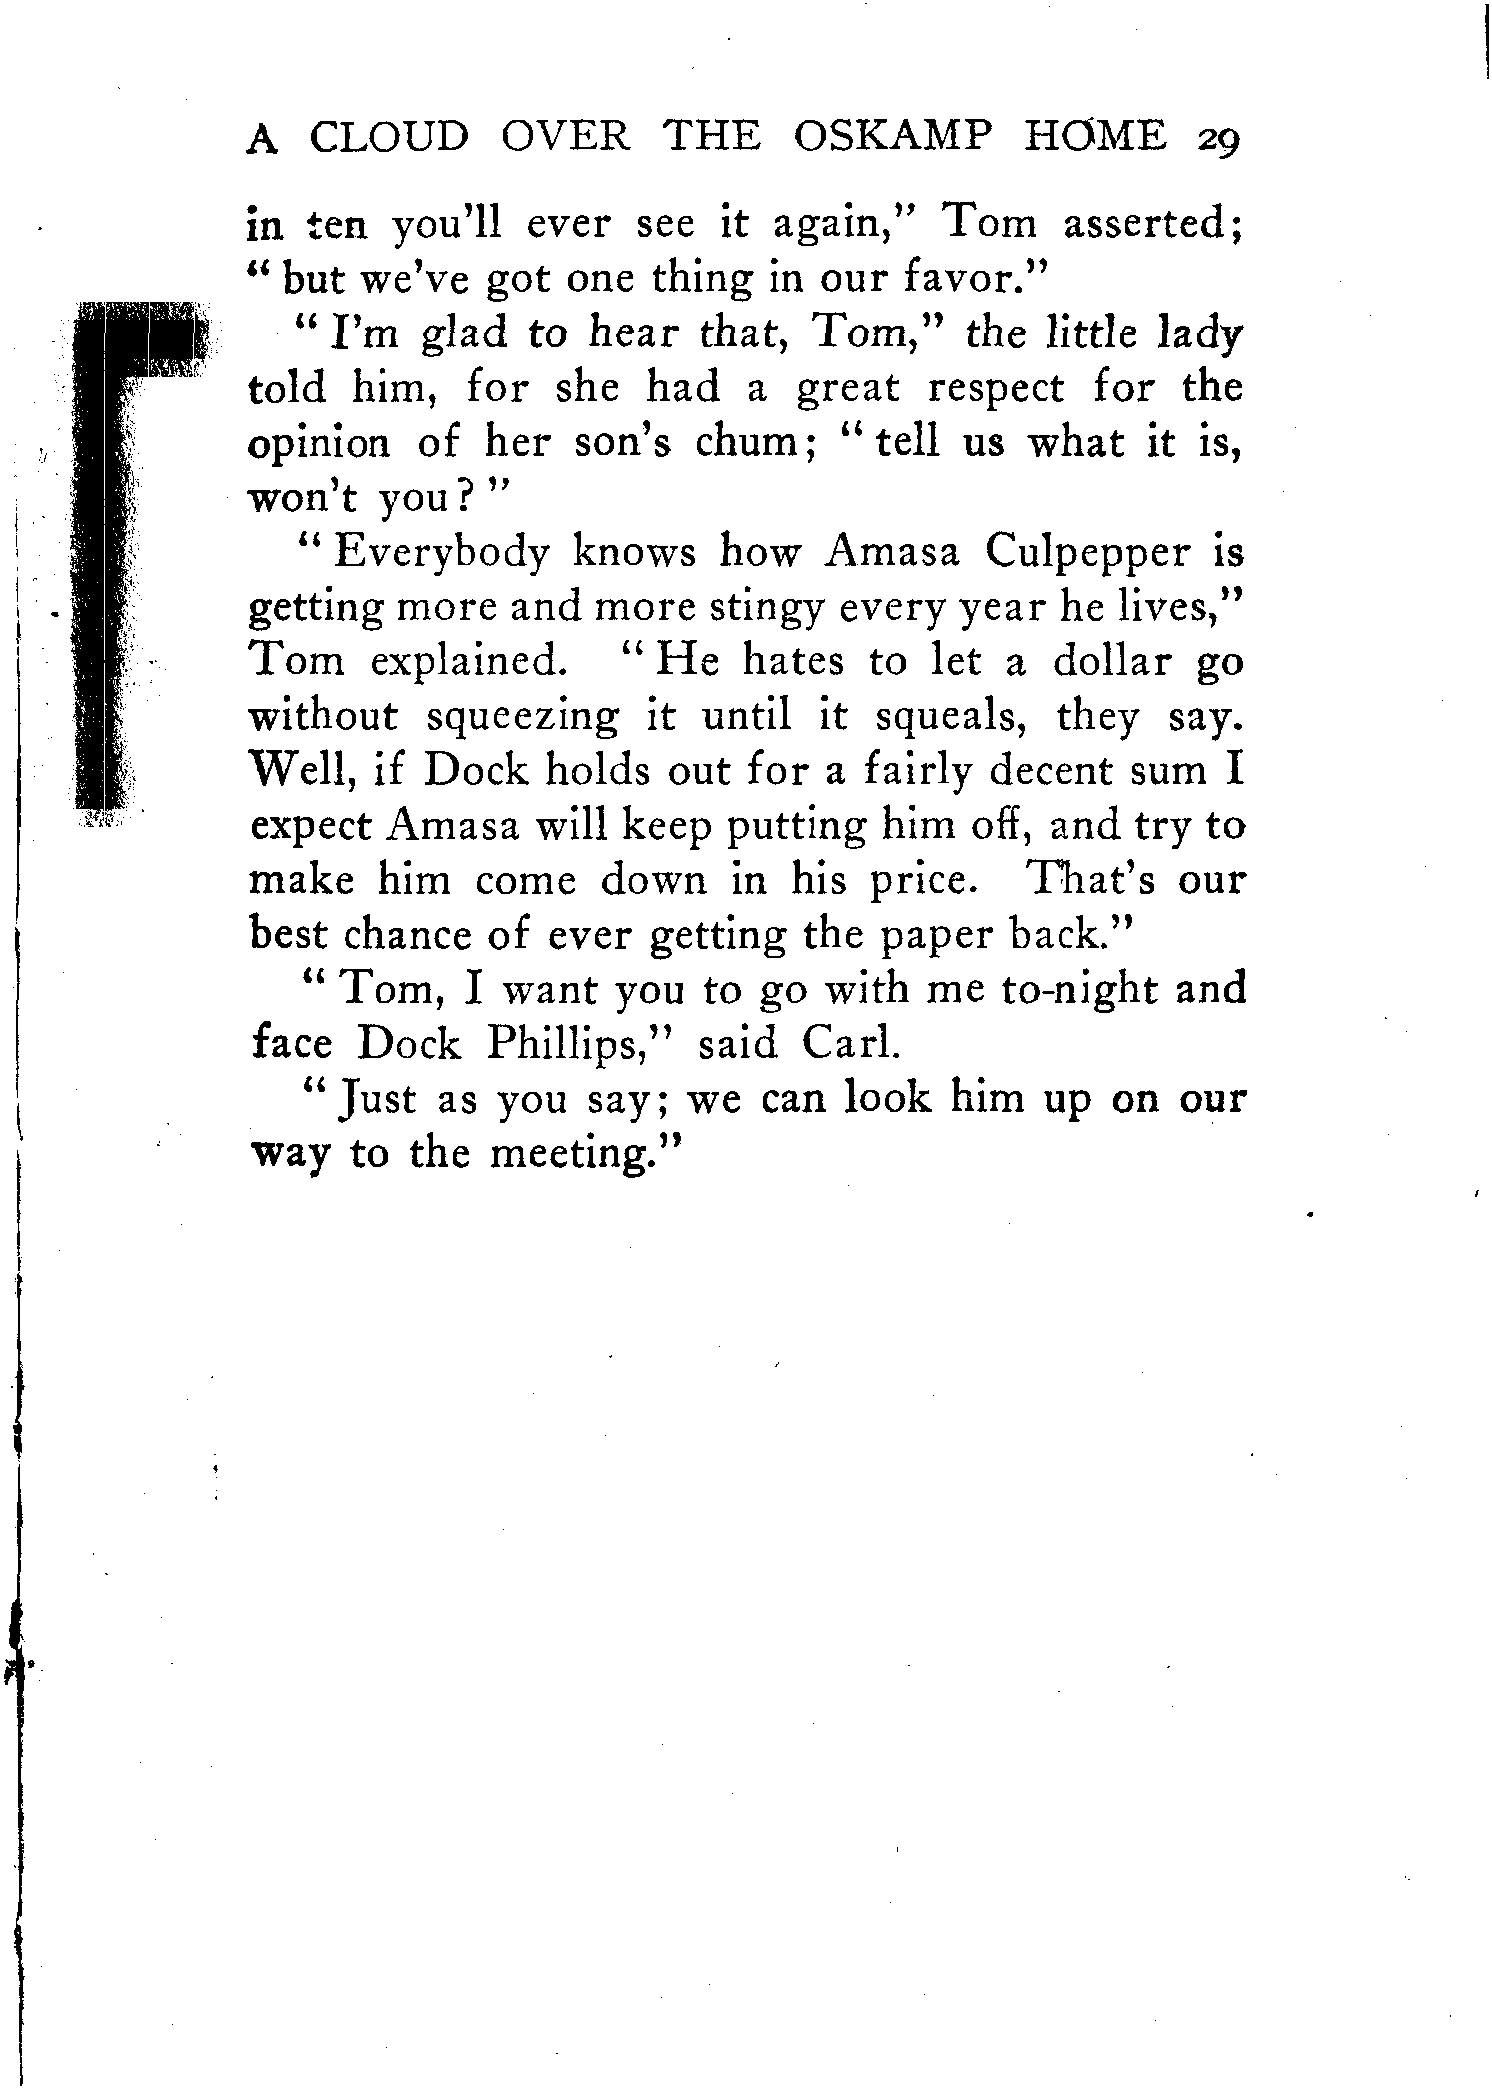 A CLOUD OVER THE OSKAMP HOME 29
in ten you'll ever see it again," Tom asserted;
"but we've got one thing in our favor."
"I'm glad to hear that, Tom," the little lady
told him, for she had a great respect for the
opinion of her son's chum; "tell us what it is,
won't you?"
"Everybody knows how Amasa Culpepper is
getting more and more stingy every year he lives,"
Tom explained. "He hates to let a dollar go
without squeezing it until it squeals, they say.
Well, if Dock holds out for a fairly decent sum I
expect Amasa will keep putting him off, and try to
make him come down in his price. That's our
best chance of ever getting the paper back."
"Tom, I want you to go with me to-night and
face Dock Phillips," said Carl.
"Just as you say; we can look him up on our
way to the meeting."